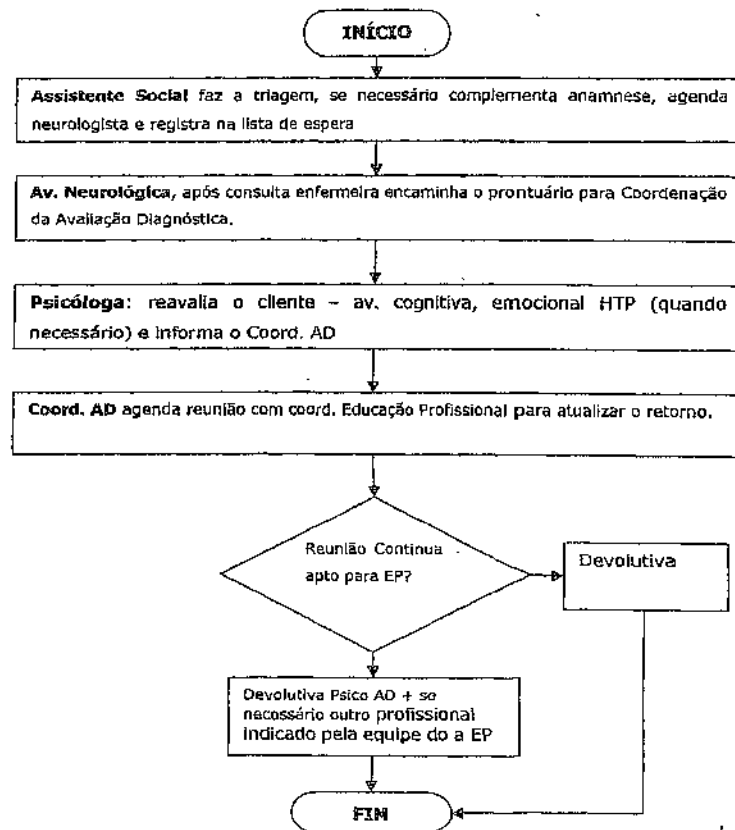 INÍCIO
Assistente Social faz a triagem, se necessário complementa anamnese, agenda
neurologista e registra na lista de espera
Av. Neurológica, após consulta enfermeira encaminha o prontuário para Coordenação
da Avaliação Diagnóstica.
Psicóloga: reavalia o cliente – av. cognitiva, emocional HTP (quando
necessário) e informa o Coord. AD
Coord. AD agenda reunião com coord. Educação Profissional para atualizar o retorno.
Reunião Continua
apto para EP?
Devolutiva
Devolutiva Psico AD + se
necessário outro profissional
indicado pela equipe do a EP
FIM